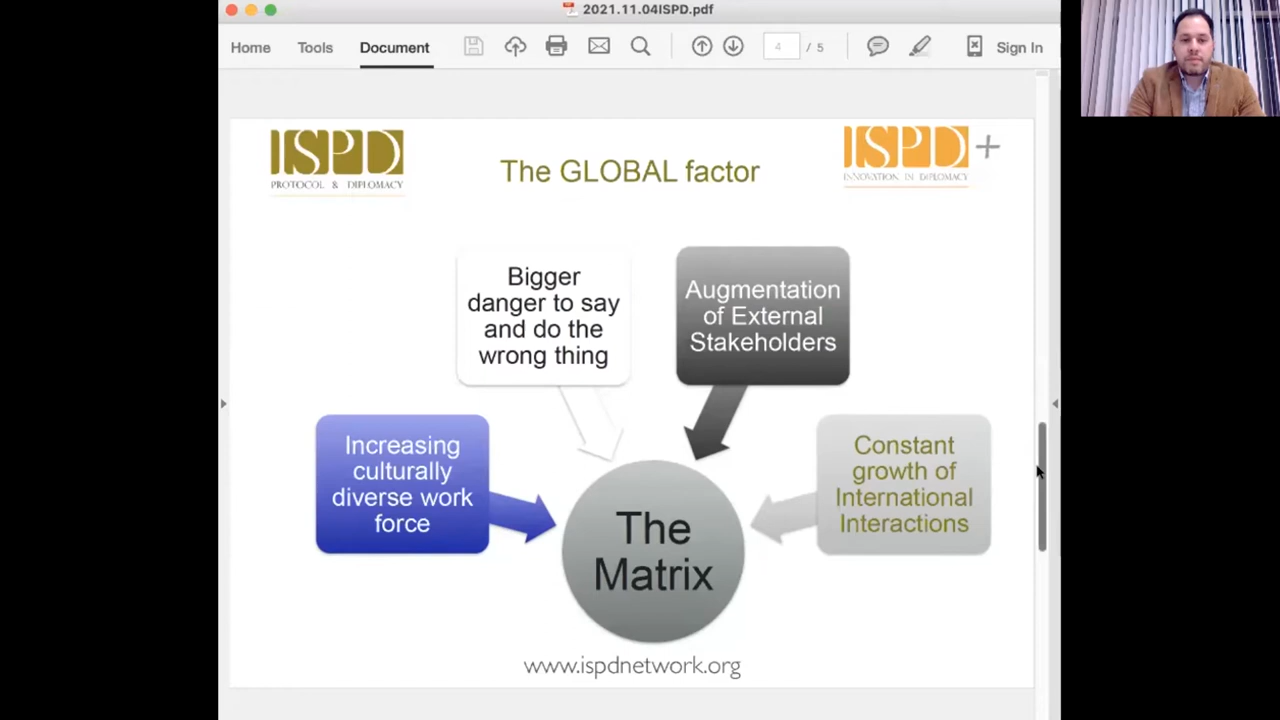 2021.11.04ISPD.pdf
Home Tools Document 4 / 5 Sign In
ISPD
PROTOCOL & DIPLOMACY
The GLOBAL factor
ISPD+
INNOVATION IN DIPLOMACY
Bigger
danger to say
and do the
wrong thing
Augmentation
of External
Stakeholders
Increasing
culturally
diverse work
force
Constant
growth of
International
Interactions
The
Matrix
www.ispdnetwork.org